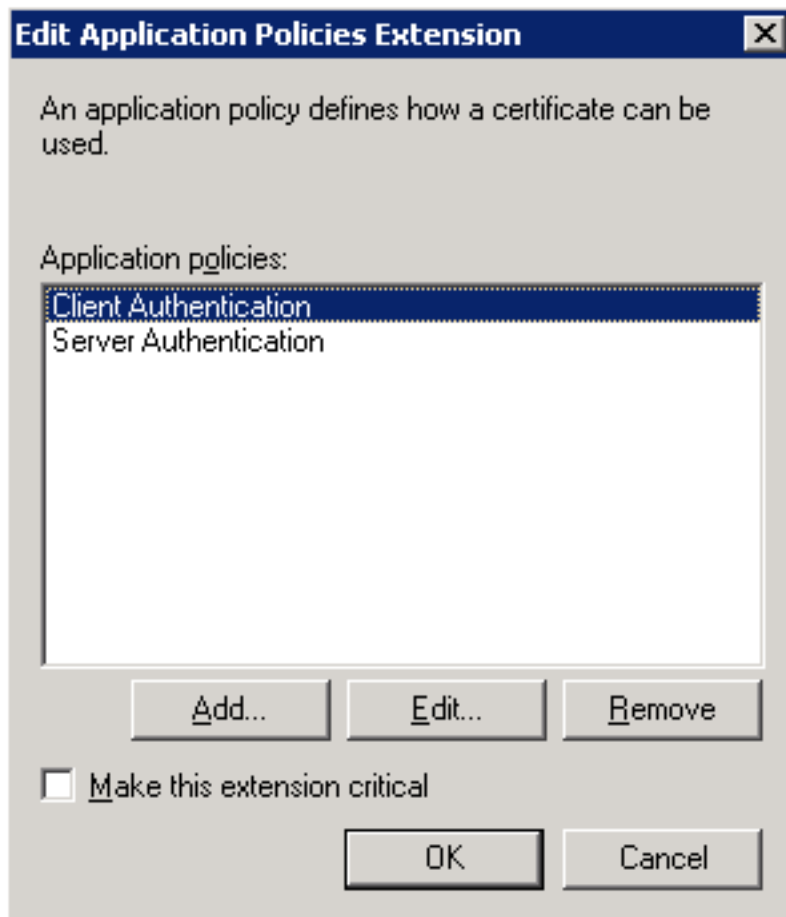 Edit Application Policies Extension
An application policy defines how a certificate can be
used.
Application policies:
Client Authentication
Server Authentication
Add... Edit... Remove
Make this extension critical
OK Cancel